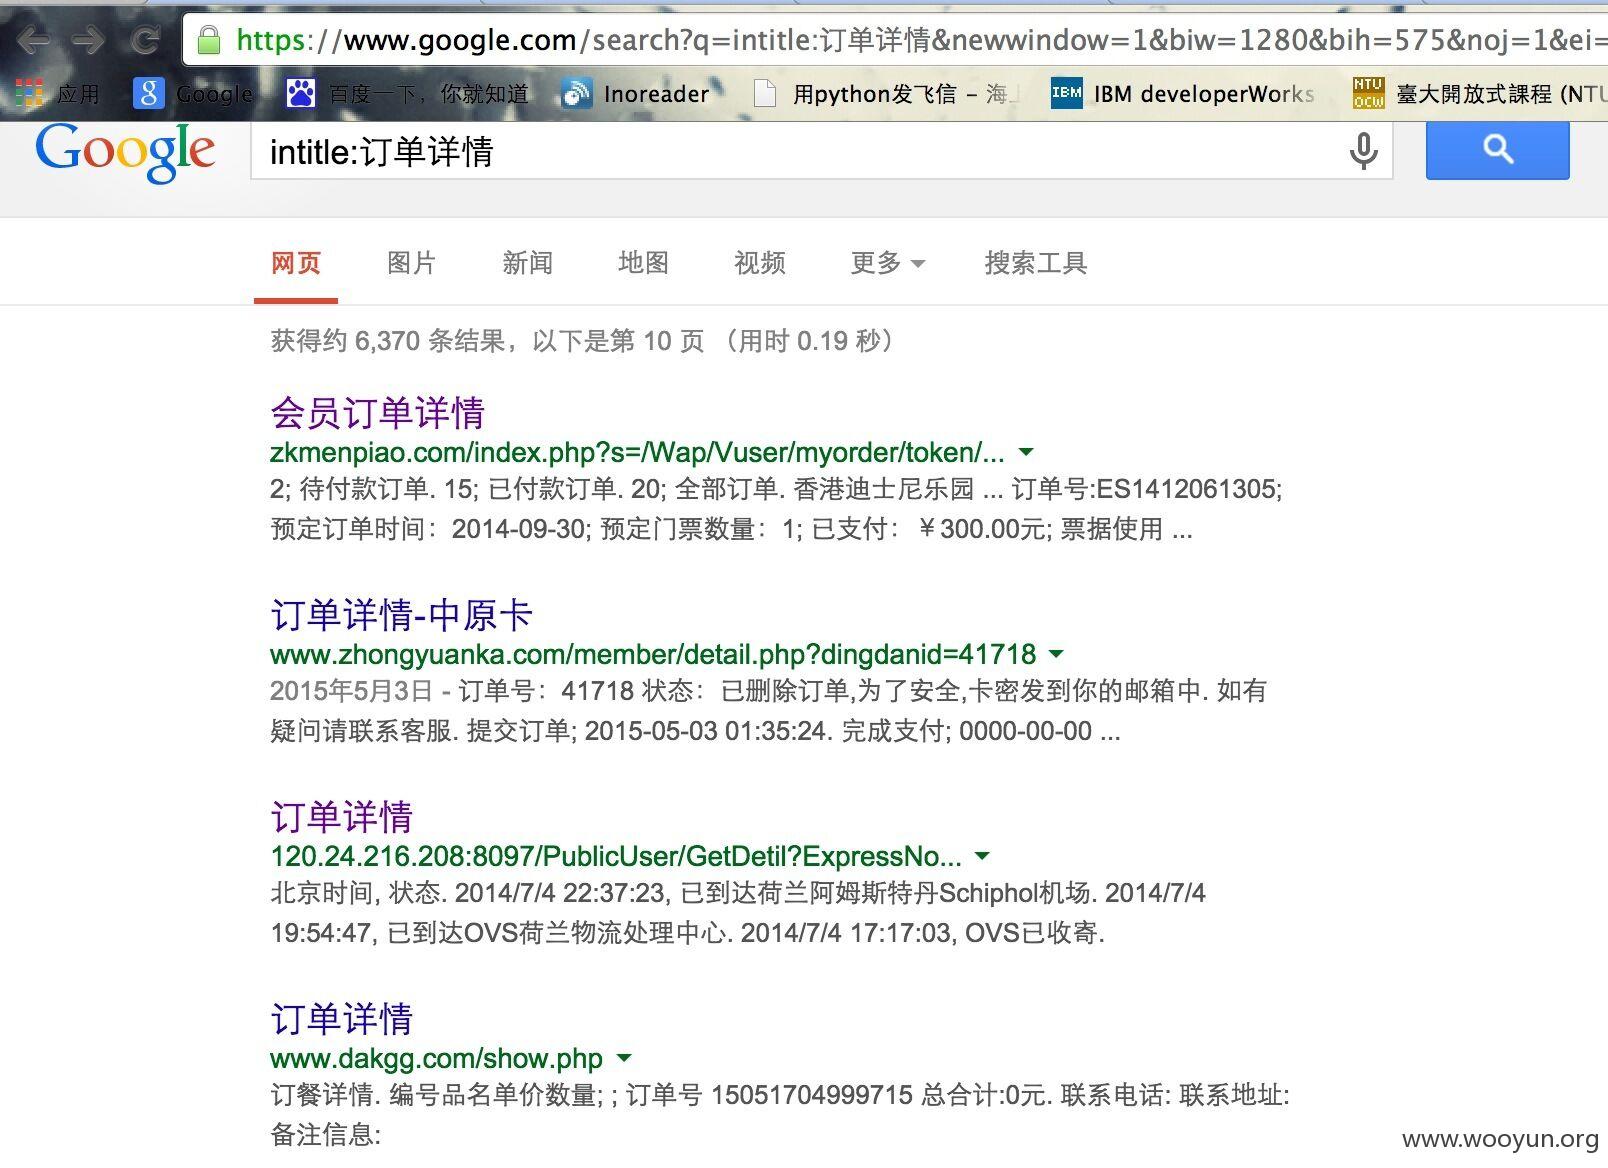 https://www.google.com/search?q=intitle:订单详情&newwindow=1&biw=1280&bih=575&noj=1&ei=
应用 Google 百度一下，你就知道 Inoreader 用python发飞信 – 海 IBM developerWorks 臺大開放式課程 (NTU
Google intitle:订单详情
网页 图片 新闻 地图 视频 更多 搜索工具
获得约 6,370 条结果，以下是第 10 页 （用时 0.19 秒）
会员订单详情
zkmenpiao.com/index.php?s=/Wap/Vuser/myorder/token/...
2; 待付款订单. 15; 已付款订单. 20; 全部订单. 香港迪士尼乐园 ... 订单号:ES1412061305;
预定订单时间：2014-09-30; 预定门票数量：1; 已支付：￥300.00元; 票据使用 ...
订单详情-中原卡
www.zhongyuanka.com/member/detail.php?dingdanid=41718
2015年5月3日 - 订单号：41718 状态：已删除订单,为了安全,卡密发到你的邮箱中. 如有
疑问请联系客服. 提交订单; 2015-05-03 01:35:24. 完成支付; 0000-00-00 ...
订单详情
120.24.216.208:8097/PublicUser/GetDetil?ExpressNo...
北京时间, 状态. 2014/7/4 22:37:23, 已到达荷兰阿姆斯特丹Schiphol机场. 2014/7/4
19:54:47, 已到达OVS荷兰物流处理中心. 2014/7/4 17:17:03, OVS已收寄.
订单详情
www.dakgg.com/show.php
订餐详情. 编号品名单价数量; ; 订单号 15051704999715 总合计:0元. 联系电话: 联系地址:
备注信息:
www.wooyun.org